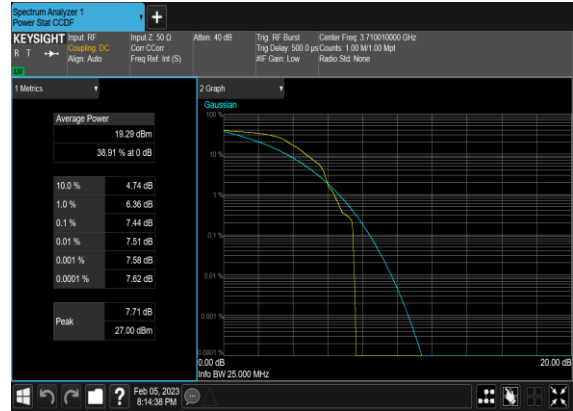 Spectrum Analyzer 1
Power Stat CCDF
KEYSIGHT
R T
LM
Input: RF
Coupling: DC
Align: Auto
Input Z: 50 Ω
Corr CCorr
Freq Ref: Int (S)
Atten: 40 dB
Trig: RF Burst
Trig Delay: 500.0 µs
#IF Gain: Low
Center Freq: 3.710010000 GHz
Counts: 1.00 M/1.00 Mpt
Radio Std: None
1 Metrics
Average Power
19.29 dBm
38.91 % at 0 dB
10.0 % 4.74 dB
1.0 % 6.36 dB
0.1 % 7.44 dB
0.01 % 7.51 dB
0.001 % 7.58 dB
0.0001 % 7.62 dB
Peak
7.71 dB
27.00 dBm
2 Graph
Gaussian
100 %
10 %
1 %
0.1 %
0.01 %
0.001 %
0.0001 %
0.00 dB 20.00 dB
Info BW 25.000 MHz
?
Feb 05, 2023
8:14:38 PM